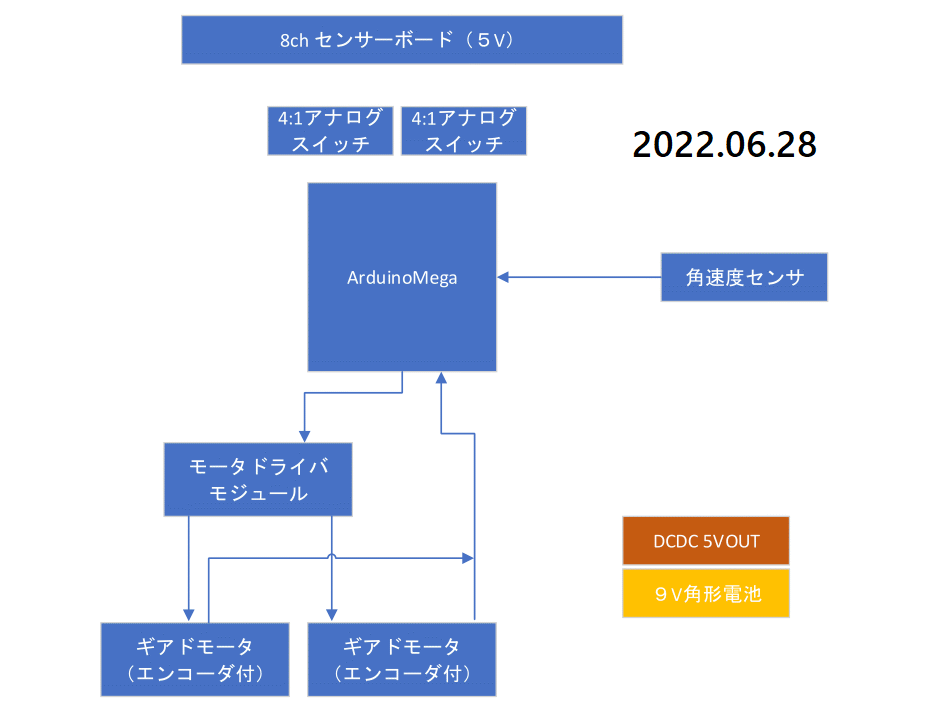 8ch センサーボード（５V）
4:1アナログ
スイッチ
4:1アナログ
スイッチ
2022.06.28
ArduinoMega
角速度センサ
モータドライバ
モジュール
DCDC 5VOUT
９V角形電池
ギアドモータ
（エンコーダ付）
ギアドモータ
（エンコーダ付）